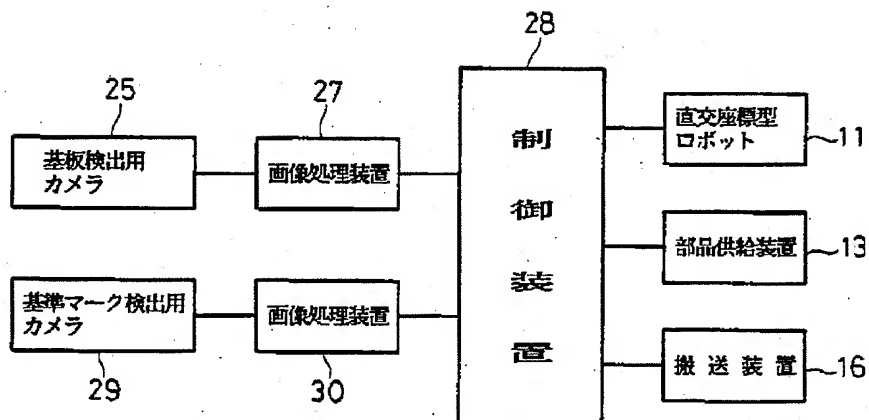 28
25
27
基板検出用
カメラ
画像処理装置
制御装置
直交座標型
ロボット
11
部品供給装置
13
基準マーク検出用
カメラ
画像処理装置
搬送装置
16
29
30